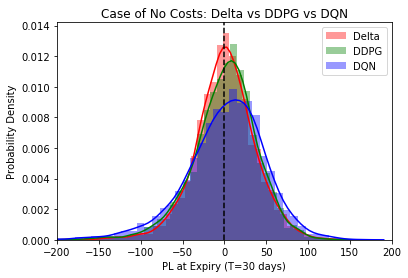 Case of No Costs: Delta vs DDPG vs DQN
Delta
DDPG
DQN
Probability Density
0.014
0.012
0.010
0.008
0.006
0.004
0.002
0.000
−200
−150
−100
−50
0
50
100
150
200
PL at Expiry (T=30 days)